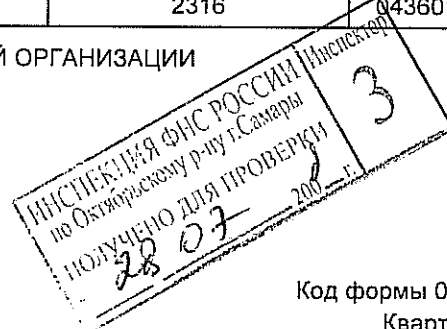 2316
04360
Й ОРГАНИЗАЦИИ
ИНСПЕКЦИЯ ФНС РОССИИ
по Октябрьскому р-ну г.Самары
ПОЛУЧЕНО ДЛЯ ПРОВЕРКИ
28 07 200 г.
Инспектор
3
Код формы 0
Кварт